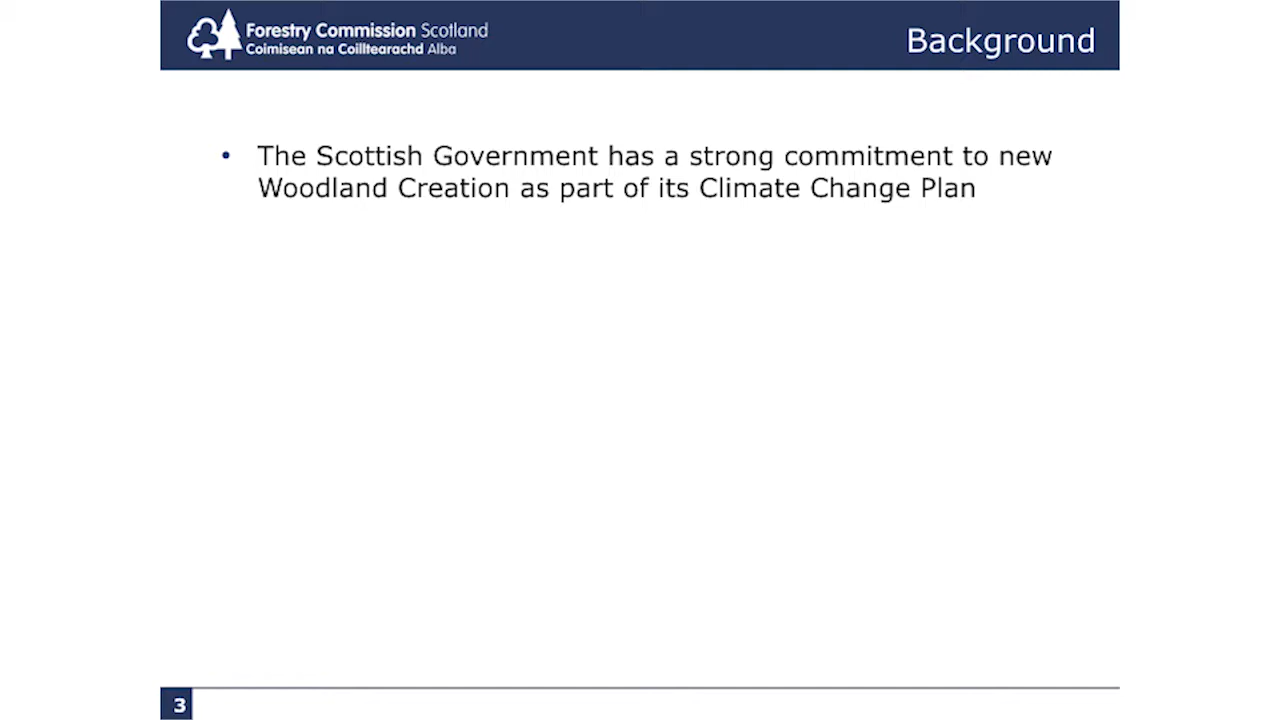 Forestry Commission Scotland
Coimisean na Coilltearachd Alba
Background
• The Scottish Government has a strong commitment to new
Woodland Creation as part of its Climate Change Plan
3